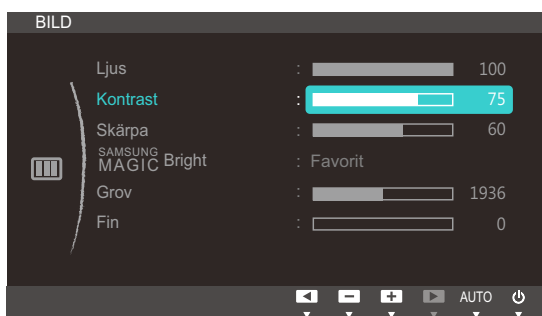 BILD
Ljus : 100
Kontrast : 75
Skärpa : 60
SAMSUNG
MAGIC Bright : Favorit
Grov : 1936
Fin : 0
AUTO